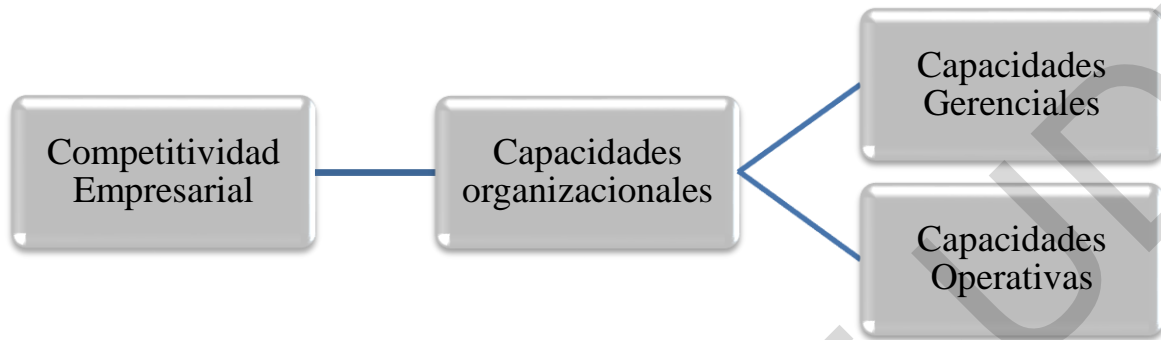 Competitividad
Empresarial
Capacidades
organizacionales
Capacidades
Gerenciales
Capacidades
Operativas